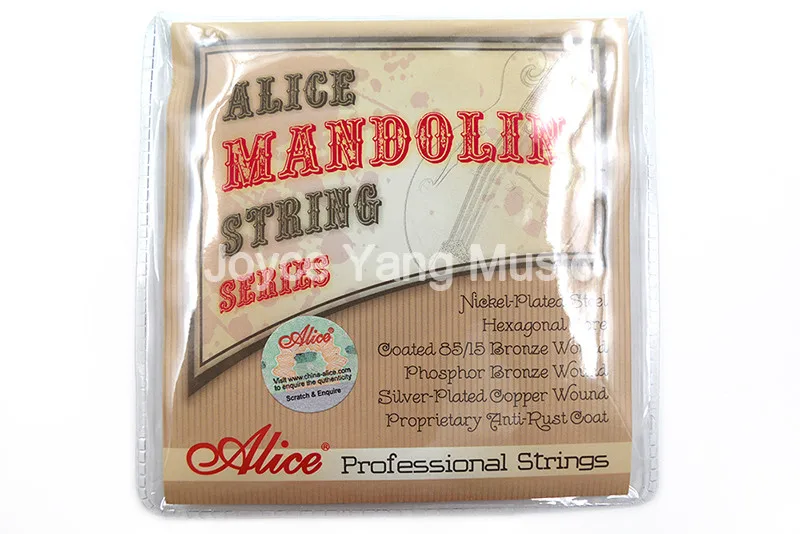 ALICE
MANDOLIN
STRING
SERIES
Joyce Yang Music
Nickel-Plated Steel
Hexagonal Core
Coated 85/15 Bronze Wound
Phosphor Bronze Wound
Silver-Plated Copper Wound
Proprietary Anti-Rust Coat
Alice
Visit www.china-alice.com
to enquire the quthenticity
Scratch & Enquire
Alice® Professional Strings